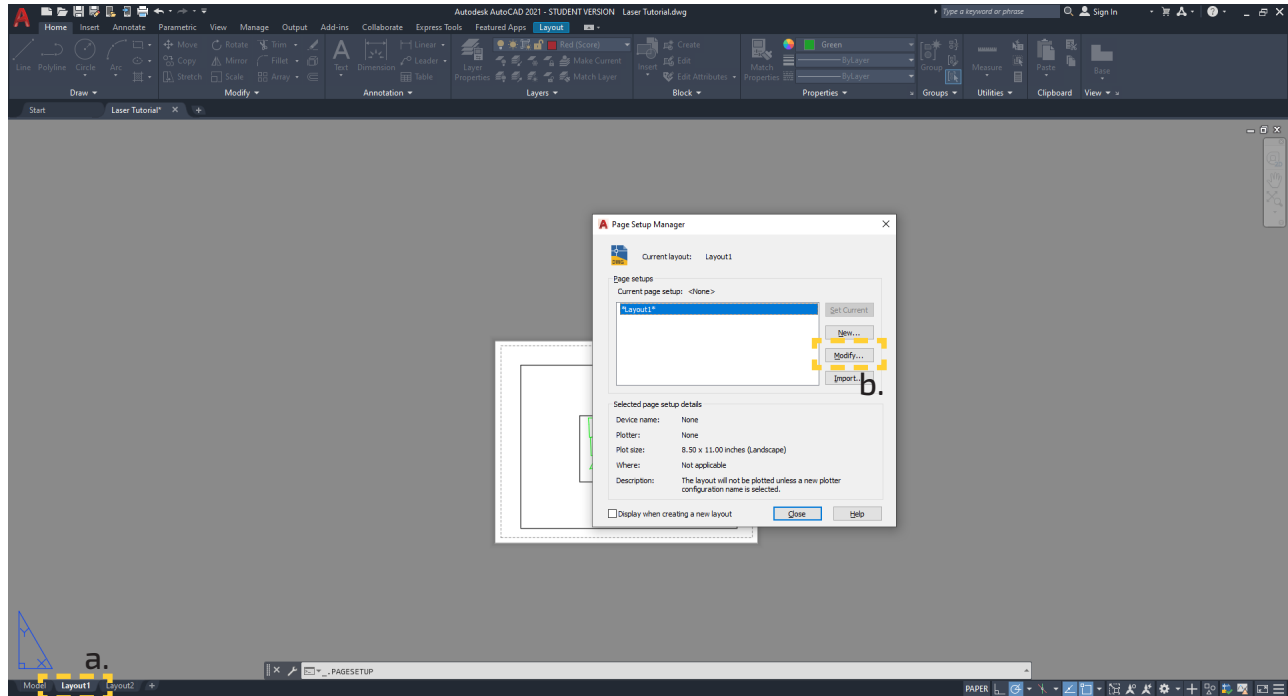 Autodesk AutoCAD 2021 - STUDENT VERSION Laser Tutorial.dwg
Type a keyword or phrase
Sign In
Home Insert Annotate Parametric View Manage Output Add-ins Collaborate Express Tools Featured Apps Layout
Line Polyline Circle Arc
Move Rotate Trim
Copy Mirror Fillet
Stretch Scale Array
Text Dimension
Linear
Leader
Table
Layer
Properties
Red (Score)
Make Current
Match Layer
Insert
Create
Edit
Edit Attributes
Match
Properties
Green
ByLayer
ByLayer
Group
Measure
Paste
Base
Draw Modify Annotation Layers Block Properties Groups Utilities Clipboard View
Start Laser Tutorial*
Page Setup Manager
DWG
Current layout: Layout1
Page setups
Current page setup: <None>
*Layout1*
Set Current
New...
Modify...
Import...
b.
Selected page setup details
Device name: None
Plotter: None
Plot size: 8.50 x 11.00 inches (Landscape)
Where: Not applicable
Description: The layout will not be plotted unless a new plotter
configuration name is selected.
Display when creating a new layout
Close
Help
Y
X
a.
_.PAGESETUP
Model Layout1 Layout2
PAPER